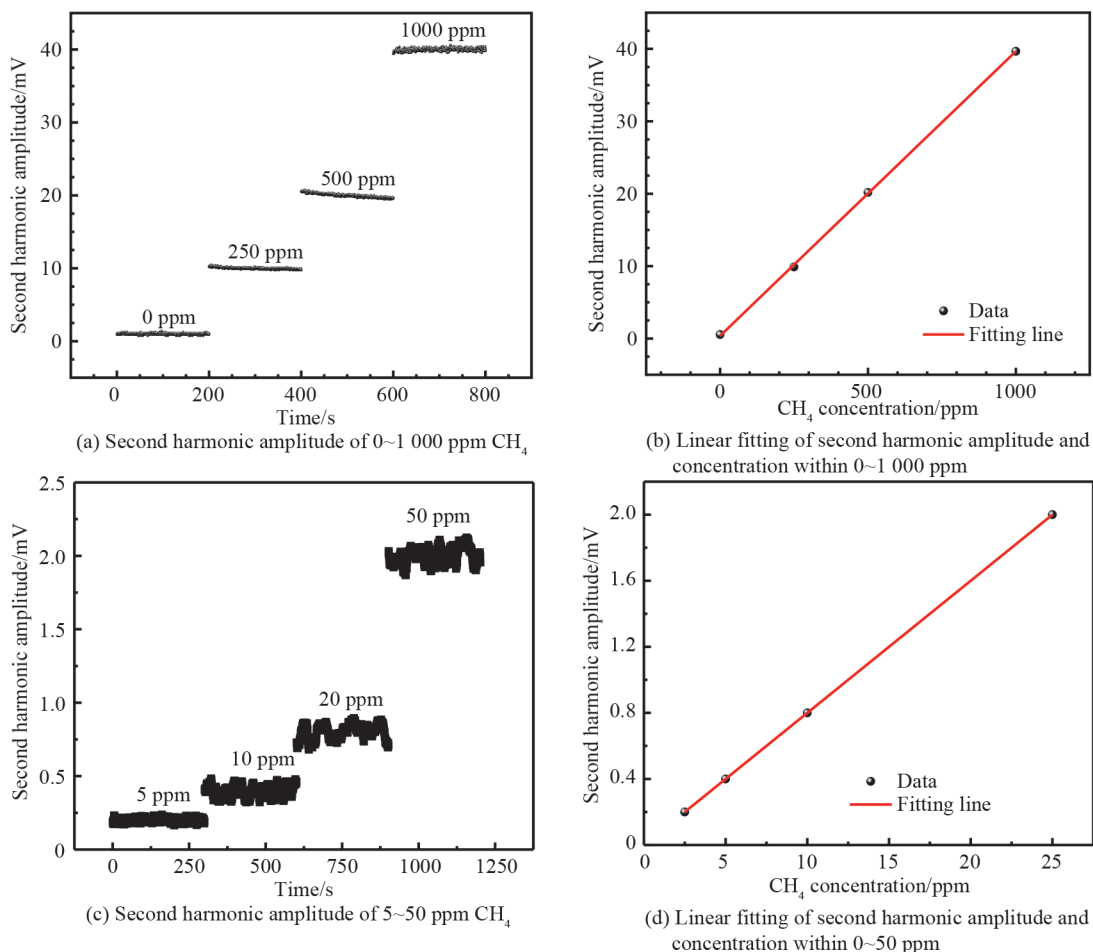 1000 ppm
500 ppm
250 ppm
0 ppm
40
30
20
10
0
Second harmonic amplitude/mV
0 200 400 600 800
Time/s
(a) Second harmonic amplitude of 0~1 000 ppm CH₄
40
30
20
10
0
Second harmonic amplitude/mV
Data
Fitting line
0 500 1000
CH₄ concentration/ppm
(b) Linear fitting of second harmonic amplitude and
concentration within 0~1 000 ppm
2.5
2.0
1.5
1.0
0.5
0
Second harmonic amplitude/mV
50 ppm
20 ppm
10 ppm
5 ppm
0 250 500 750 1000 1250
Time/s
(c) Second harmonic amplitude of 5~50 ppm CH₄
2.0
1.6
1.2
0.8
0.4
0
Second harmonic amplitude/mV
Data
Fitting line
0 5 10 15 20 25
CH₄ concentration/ppm
(d) Linear fitting of second harmonic amplitude and
concentration within 0~50 ppm